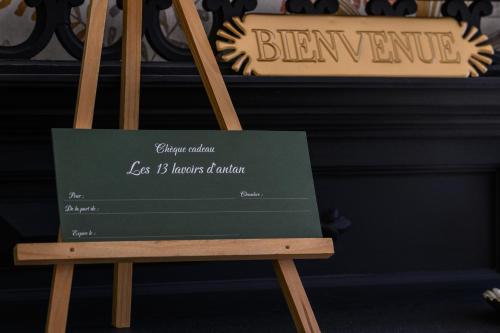 BIENVENUE
Chèque cadeau
Les 13 lavoirs d'antan
Pour : Chambre :
De la part de :
Expire le :